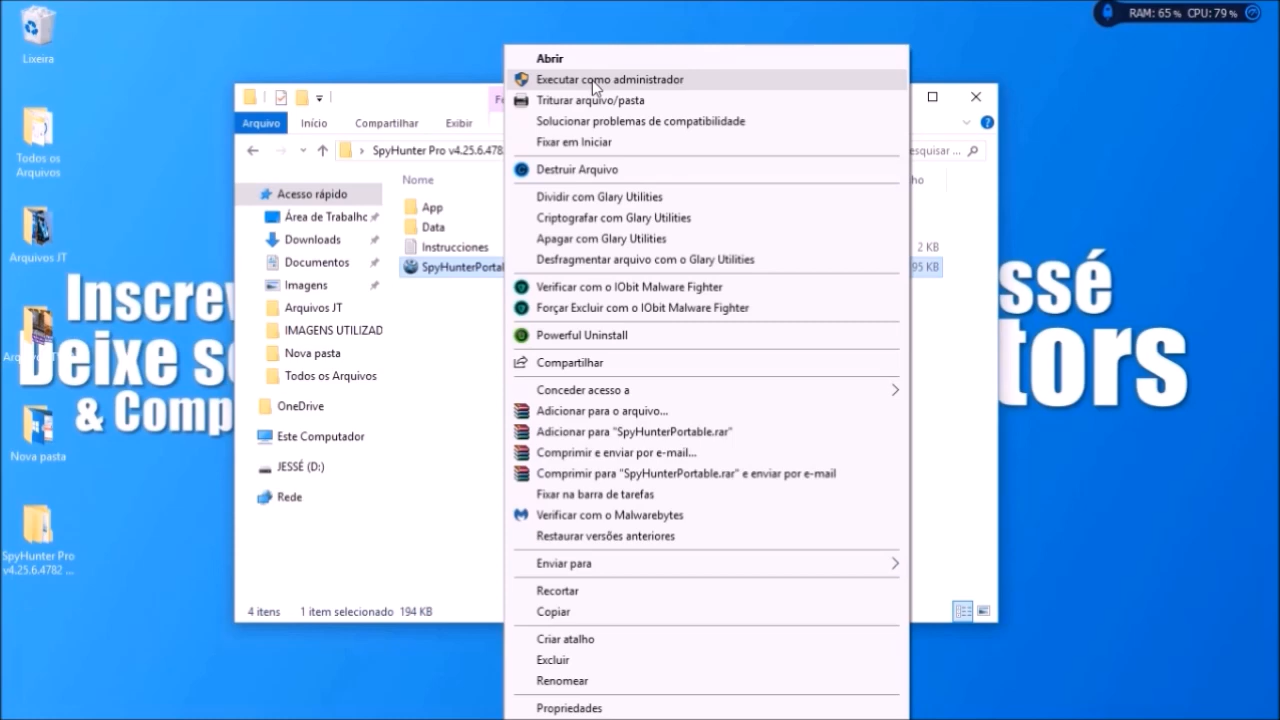 RAM: 65% CPU: 79%
Lixeira
Todos os
Arquivos
Arquivos JT
Nova pasta
SpyHunter Pro
v4.25.6.4782 ...
Inscrev
Deixe s
& Comp
ssé
tors
Arquivo
Início
Compartilhar
Exibir
SpyHunter Pro v4.25.6.478
esquisar ...
Nome
ho
Acesso rápido
Área de Trabalho
Downloads
Documentos
Imagens
Arquivos JT
IMAGENS UTILIZAD
Nova pasta
Todos os Arquivos
OneDrive
Este Computador
JESSÉ (D:)
Rede
App
Data
Instrucciones
2 KB
SpyHunterPortal
95 KB
4 itens
1 item selecionado 194 KB
Abrir
Executar como administrador
Triturar arquivo/pasta
Solucionar problemas de compatibilidade
Fixar em Iniciar
Destruir Arquivo
Dividir com Glary Utilities
Criptografar com Glary Utilities
Apagar com Glary Utilities
Desfragmentar arquivo com o Glary Utilities
Verificar com o IObit Malware Fighter
Forçar Excluir com o IObit Malware Fighter
Powerful Uninstall
Compartilhar
Conceder acesso a
Adicionar para o arquivo...
Adicionar para "SpyHunterPortable.rar"
Comprimir e enviar por e-mail...
Comprimir para "SpyHunterPortable.rar" e enviar por e-mail
Fixar na barra de tarefas
Verificar com o Malwarebytes
Restaurar versões anteriores
Enviar para
Recortar
Copiar
Criar atalho
Excluir
Renomear
Propriedades